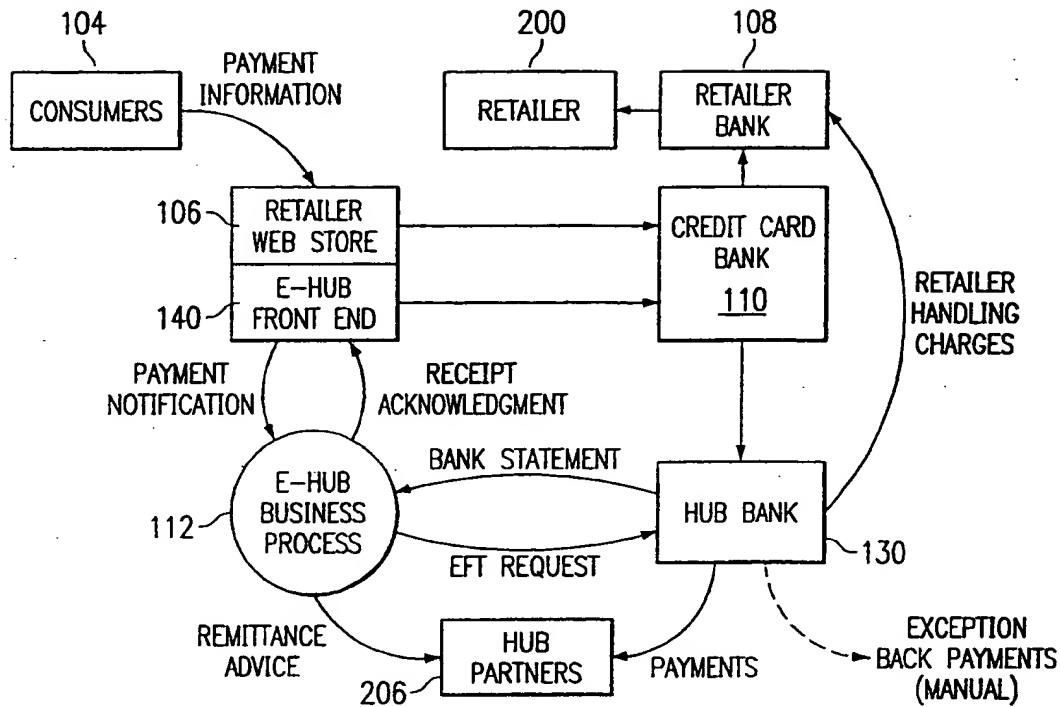 104
200
108
CONSUMERS
PAYMENT
INFORMATION
RETAILER
RETAILER
BANK
106
RETAILER
WEB STORE
CREDIT CARD
BANK
110
140
E-HUB
FRONT END
RETAILER
HANDLING
CHARGES
PAYMENT
NOTIFICATION
RECEIPT
ACKNOWLEDGMENT
BANK STATEMENT
E-HUB
BUSINESS
PROCESS
112
HUB BANK
130
EFT REQUEST
REMITTANCE
ADVICE
HUB
PARTNERS
206
PAYMENTS
EXCEPTION
BACK PAYMENTS
(MANUAL)